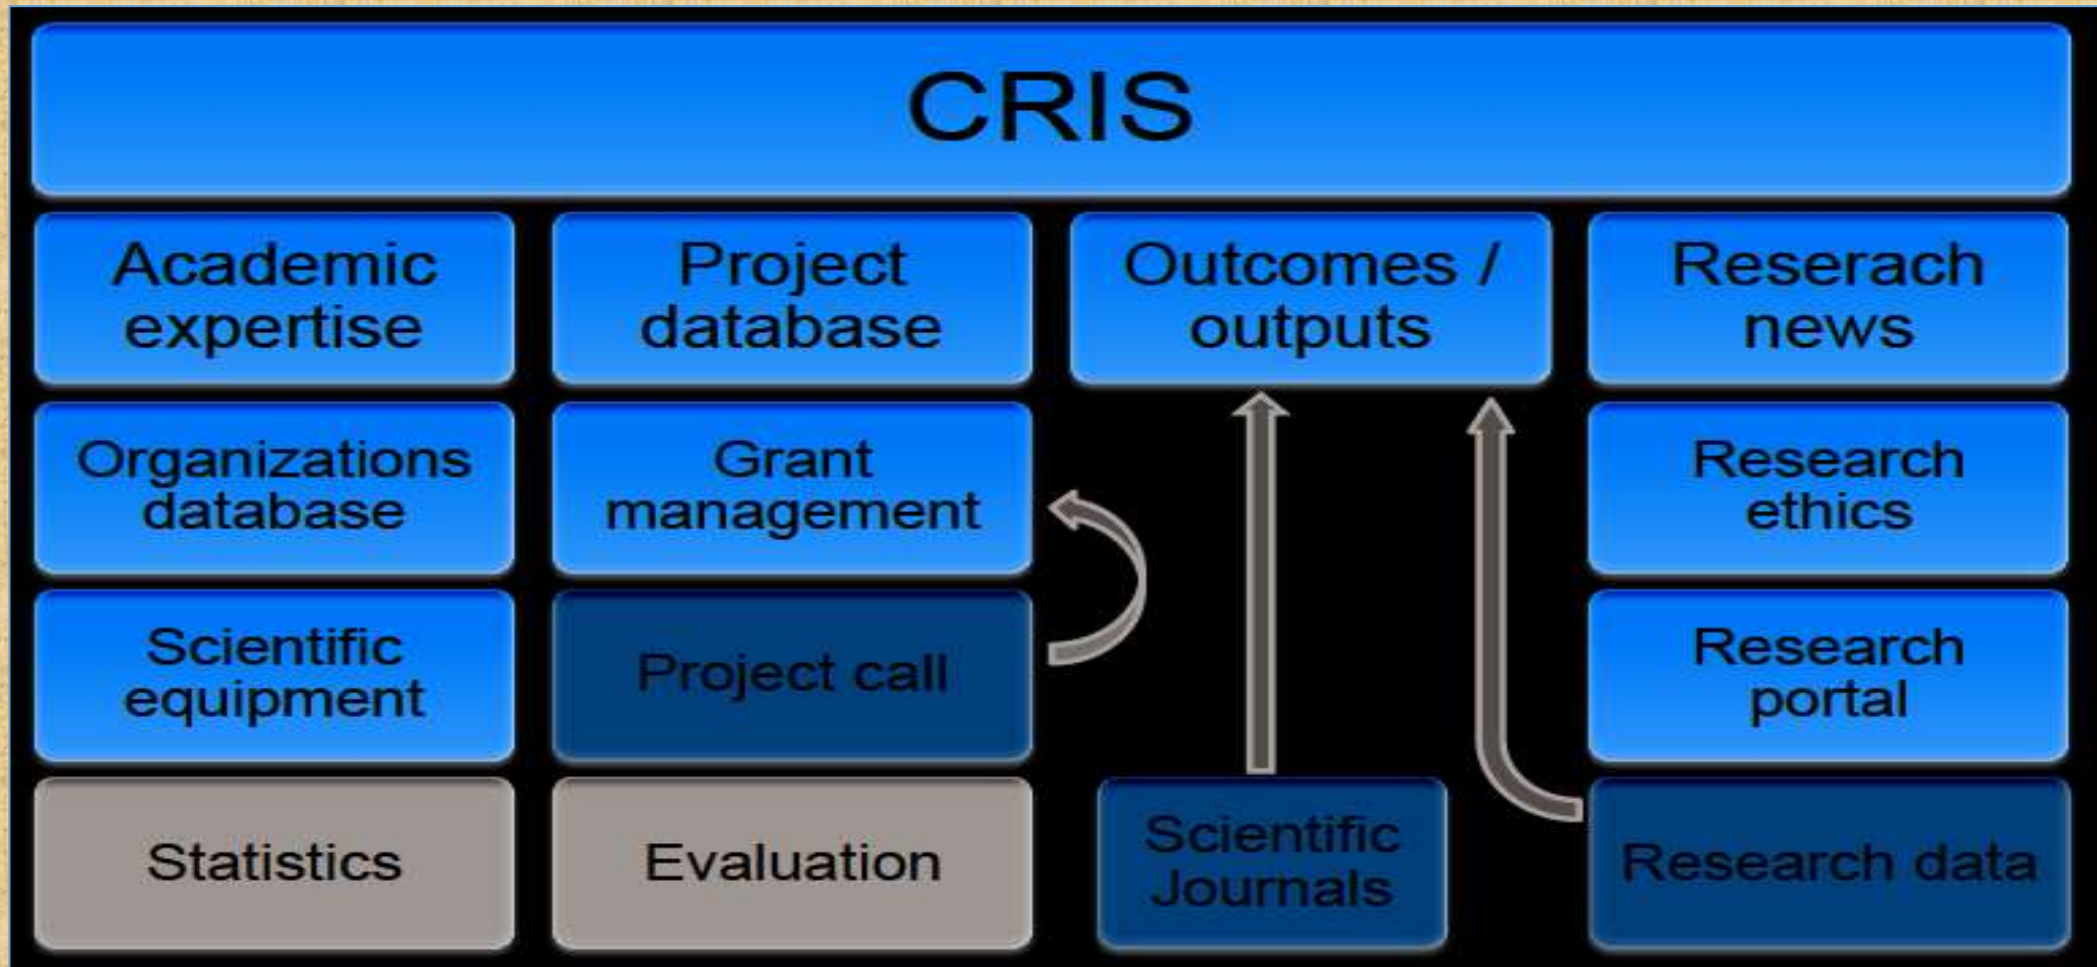 CRIS
Academic
expertise
Project
database
Outcomes /
outputs
Reserach
news
Organizations
database
Grant
management
Research
ethics
Scientific
equipment
Project call
Research
portal
Statistics
Evaluation
Scientific
Journals
Research data